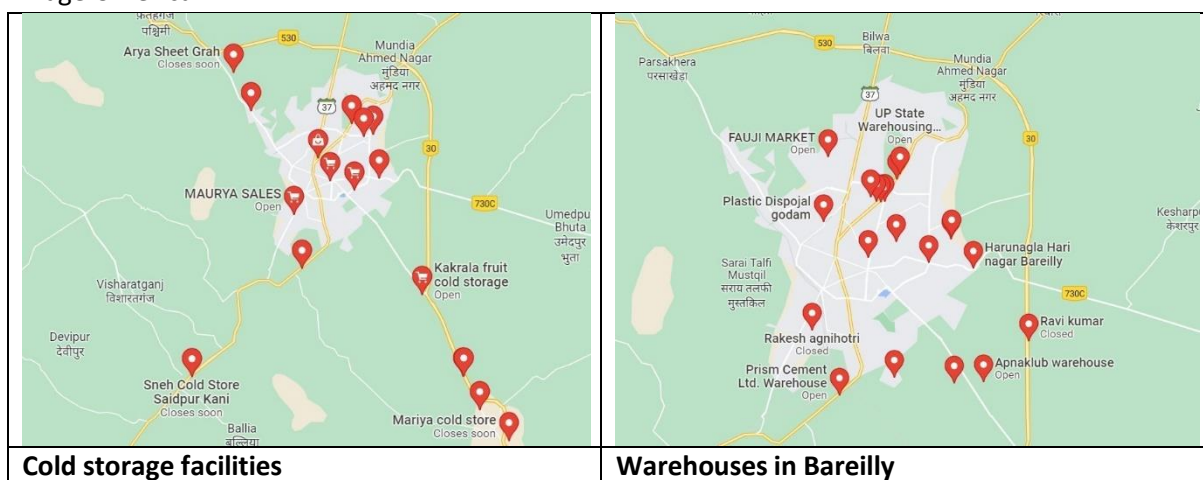 फ़तेहगंज
पश्चिमी
Arya Sheet Grah
Closes soon
530
Mundia
Ahmed Nagar
मुंडिया
अहमद नगर
37
30
MAURYA SALES
Open
730C
Umedpu
Bhuta
उमेदपुर
भुता
Kakrala fruit
cold storage
Open
Visharatganj
विशारतगंज
Devipur
देवीपुर
Sneh Cold Store
Saidpur Kani
Closes soon
Mariya cold store
Closes soon
Ballia
बल्लिया
Cold storage facilities
530
Bilwa
बिलवा
Parsakhera
परसाखेड़ा
Mundia
Ahmed Nagar
मुंडिया
अहमद नगर
37
UP State
Warehousing...
Open
FAUJI MARKET
Open
30
Plastic Dispojal
godam
Kesharpu
केशरपुर
Harunagla Hari
nagar Bareilly
Sarai Talfi
Mustqil
सराय तलफी
मुस्तकिल
730C
Ravi kumar
Closed
Rakesh agnihotri
Closed
Prism Cement
Ltd. Warehouse
Open
Apnaklub warehouse
Open
Warehouses in Bareilly